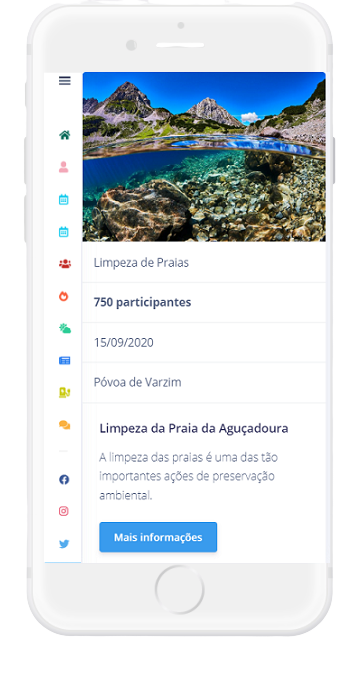 Limpeza de Praias
750 participantes
15/09/2020
Póvoa de Varzim
Limpeza da Praia da Aguçadoura
A limpeza das praias é uma das tão
importantes ações de preservação
ambiental.
Mais informações